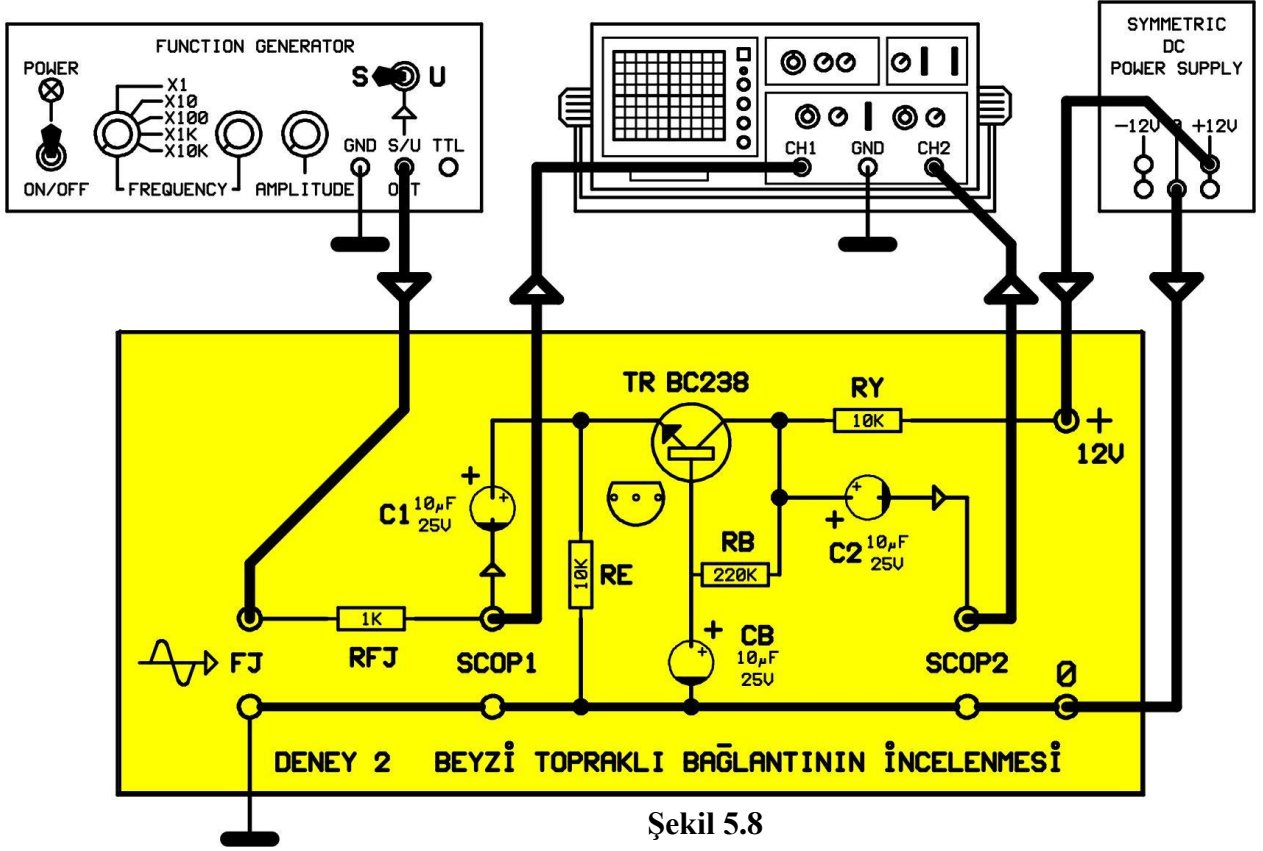 FUNCTION GENERATOR
POWER
ON/OFF
X1
X10
X100
X1K
X10K
FREQUENCY
AMPLITUDE
S U
GND S/U TTL
OUT
CH1 GND CH2
SYMMETRIC
DC
POWER SUPPLY
-12V 0 +12V
TR BC238
RY
10K
+
12V
+
C1 10µF
25V
10K
RE
RB
220K
+
C2 10µF
25V
1K
RFJ
FJ
SCOP1
+
CB
10µF
25V
SCOP2
0
DENEY 2 BEYZİ TOPRAKLI BAĞLANTININ İNCELENMESİ
Şekil 5.8